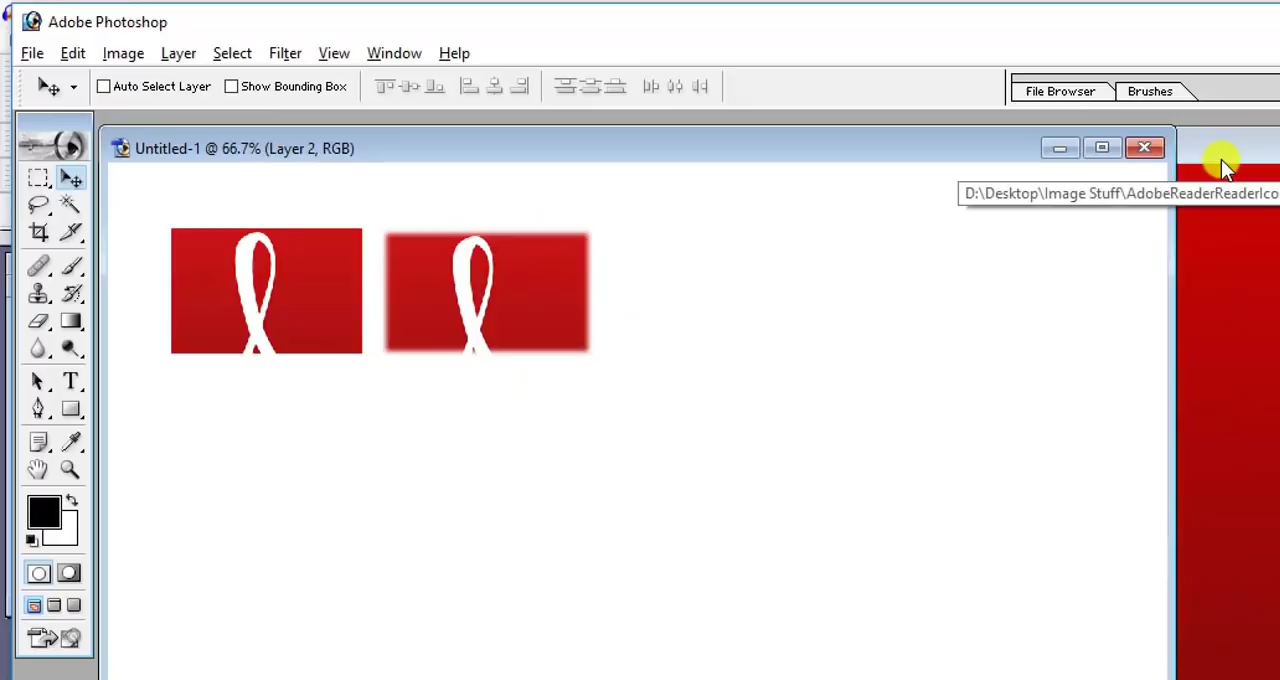 Adobe Photoshop
File Edit Image Layer Select Filter View Window Help
Auto Select Layer Show Bounding Box File Browser Brushes
Untitled-1 @ 66.7% (Layer 2, RGB)
D:\Desktop\Image Stuff\AdobeReaderReaderIco
T